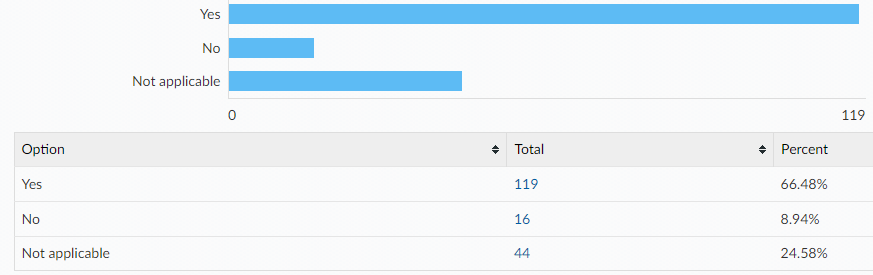 Yes
No
Not applicable
0 119
Option Total Percent
Yes 119 66.48%
No 16 8.94%
Not applicable 44 24.58%